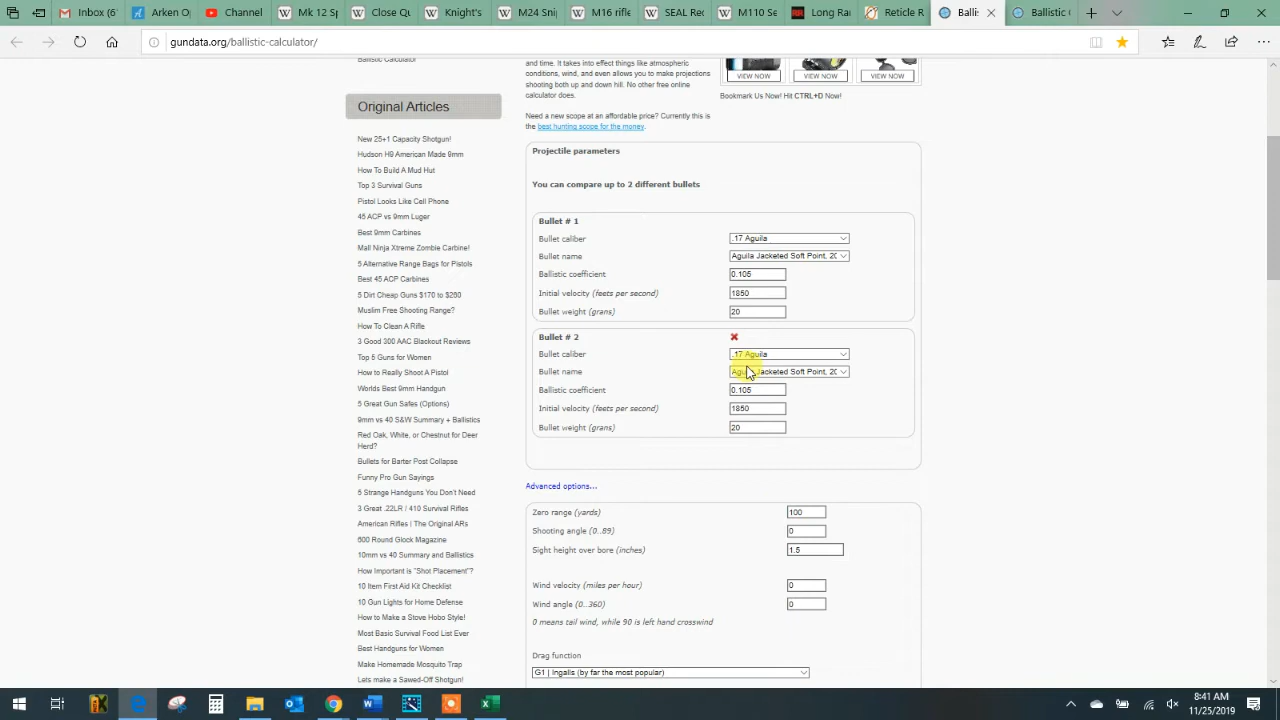 Inbox (6
Arken O
Channel
Mk 12 S
Close Q
Knight's
M24 Sni
M16 rifle
SEAL Re
M110 Se
Long Ra
Reticle R
Balli
Ballistic
gundata.org/ballistic-calculator/
Ballistic Calculator
Original Articles
New 25+1 Capacity Shotgun!
Hudson H9 American Made 9mm
How To Build A Mud Hut
Top 3 Survival Guns
Pistol Looks Like Cell Phone
45 ACP vs 9mm Luger
Best 9mm Carbines
Mall Ninja Xtreme Zombie Carbine!
5 Alternative Range Bags for Pistols
Best 45 ACP Carbines
5 Dirt Cheap Guns $170 to $260
Muslim Free Shooting Range?
How To Clean A Rifle
3 Good 300 AAC Blackout Reviews
Top 5 Guns for Women
How to Really Shoot A Pistol
Worlds Best 9mm Handgun
5 Great Gun Safes (Options)
9mm vs 40 S&W Summary + Ballistics
Red Oak, White, or Chestnut for Deer
Herd?
Bullets for Barter Post Collapse
Funny Pro Gun Sayings
5 Strange Handguns You Don't Need
3 Great .22LR / 410 Survival Rifles
American Rifles | The Original ARs
600 Round Glock Magazine
10mm vs 40 Summary and Ballistics
How Important is "Shot Placement"?
10 Item First Aid Kit Checklist
10 Gun Lights for Home Defense
How to Make a Stove Hobo Style!
Most Basic Survival Food List Ever
Best Handguns for Women
Make Homemade Mosquito Trap
Lets make a Sawed-Off Shotgun!
and time. It takes into effect things like atmospheric
conditions, wind, and even allows you to make projections
shooting both up and down hill. No other free online
calculator does.
Need a new scope at an affordable price? Currently this is
the best hunting scope for the money.
VIEW NOW
VIEW NOW
VIEW NOW
Bookmark Us Now! Hit CTRL+D Now!
Projectile parameters
You can compare up to 2 different bullets
Bullet # 1
Bullet caliber .17 Aguila
Bullet name Aguila Jacketed Soft Point, 20
Ballistic coefficient 0.105
Initial velocity (feets per second) 1850
Bullet weight (grans) 20
Bullet # 2
Bullet caliber .17 Aguila
Bullet name Aguila Jacketed Soft Point, 20
Ballistic coefficient 0.105
Initial velocity (feets per second) 1850
Bullet weight (grans) 20
Advanced options...
Zero range (yards) 100
Shooting angle (0..89) 0
Sight height over bore (inches) 1.5
Wind velocity (miles per hour) 0
Wind angle (0..360) 0
0 means tail wind, while 90 is left hand crosswind
Drag function
G1 | Ingalls (by far the most popular)
8:41 AM
11/25/2019